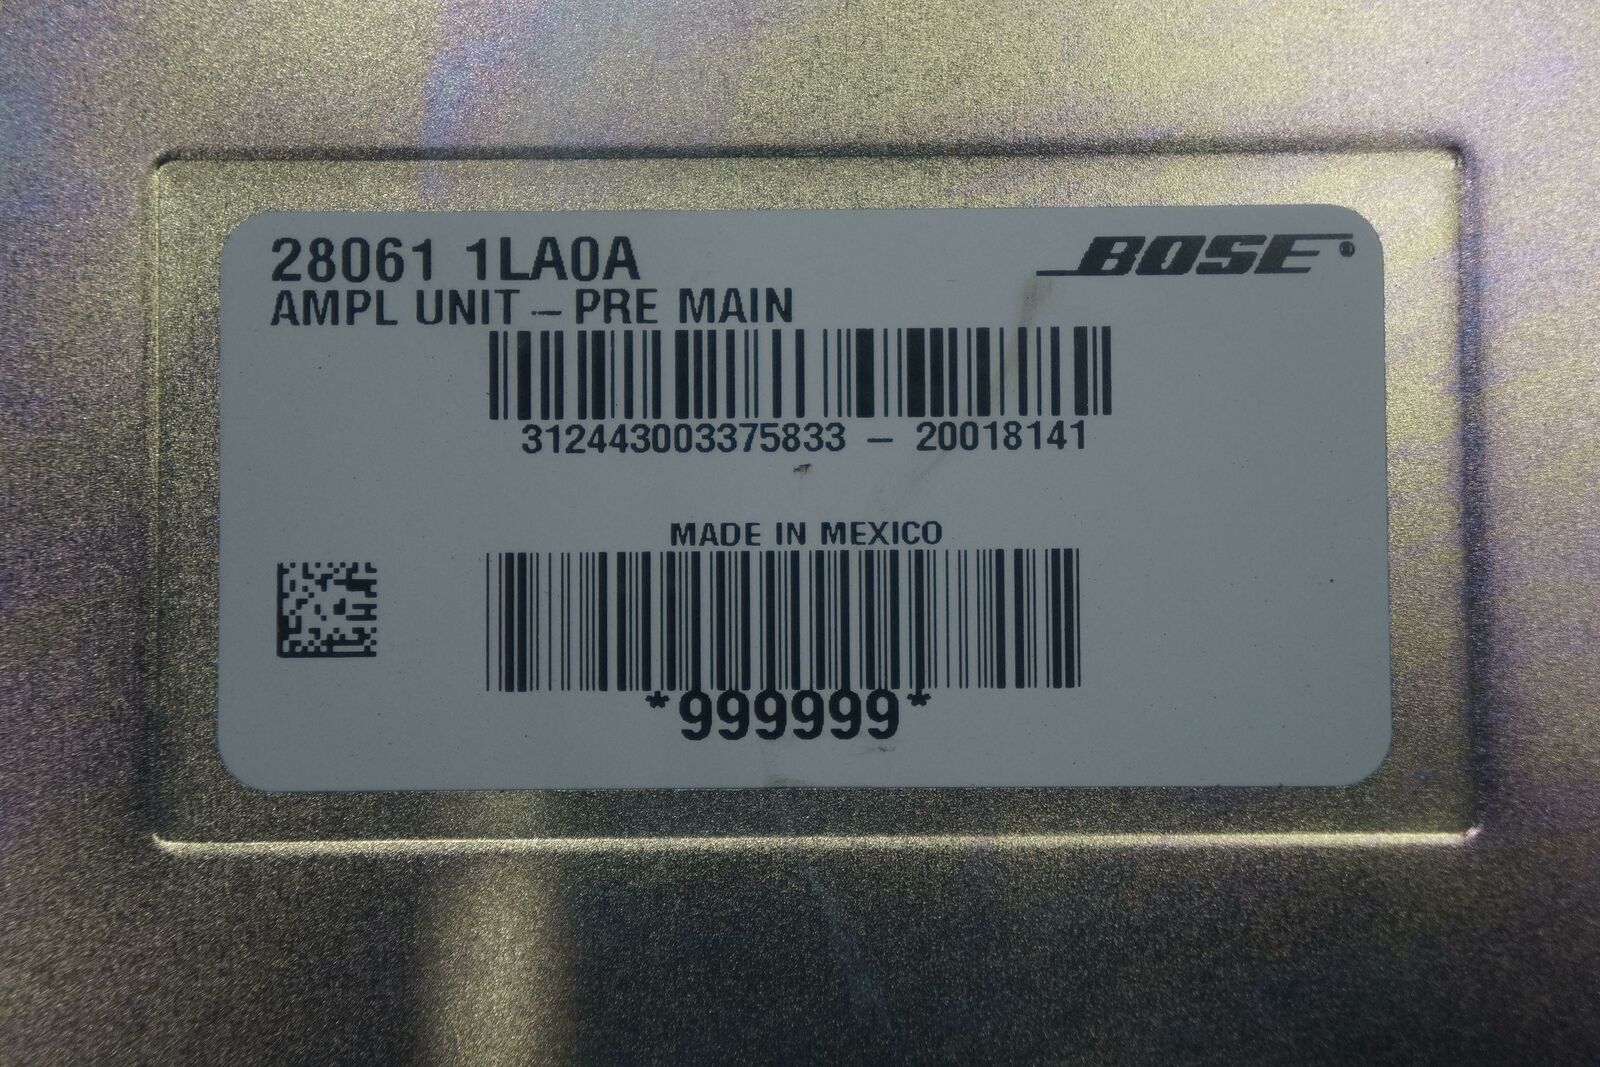 28061 1LA0A
BOSE®
AMPL UNIT – PRE MAIN
312443003375833 – 20018141
MADE IN MEXICO
*999999*